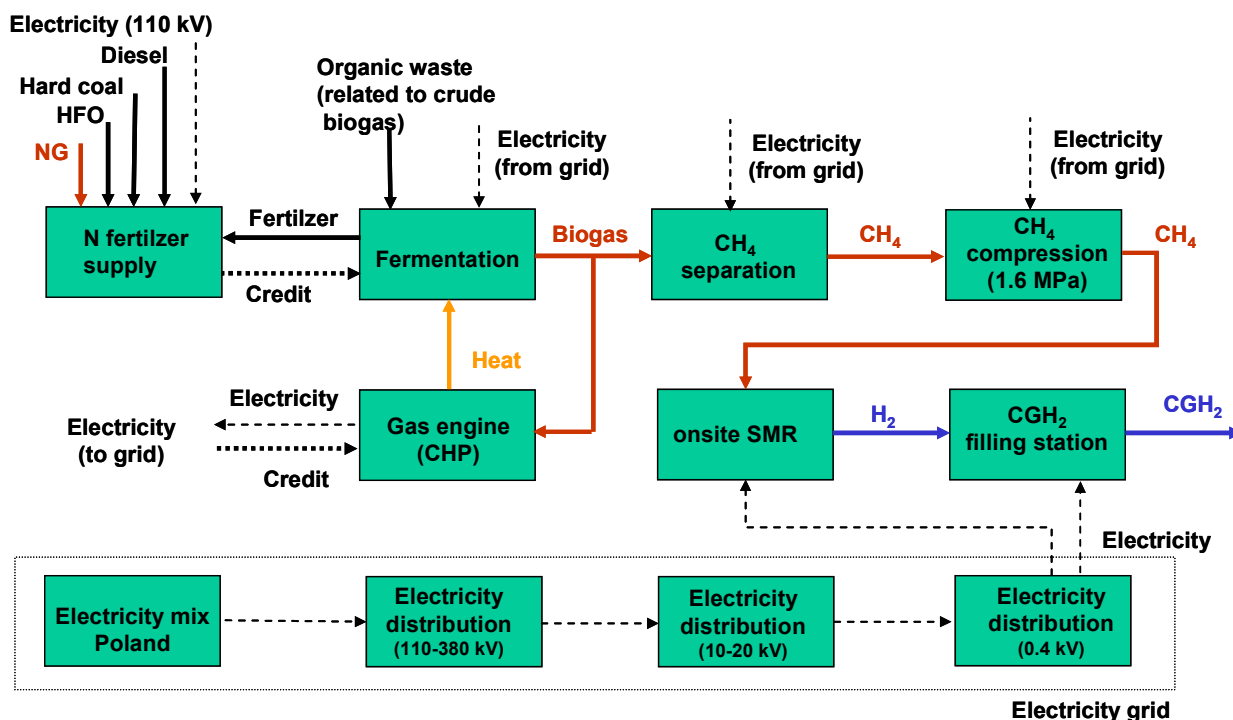 Electricity (110 kV)
Diesel
Hard coal
HFO
NG
Organic waste
(related to crude
biogas)
Electricity
(from grid)
Electricity
(from grid)
Electricity
(from grid)
N fertilzer
supply
Fertilzer
Credit
Fermentation
Biogas
CH₄
separation
CH₄
CH₄
compression
(1.6 MPa)
CH₄
Heat
Electricity
(to grid)
Electricity
Credit
Gas engine
(CHP)
onsite SMR
H₂
CGH₂
filling station
CGH₂
Electricity
Electricity mix
Poland
Electricity
distribution
(110-380 kV)
Electricity
distribution
(10-20 kV)
Electricity
distribution
(0.4 kV)
Electricity grid